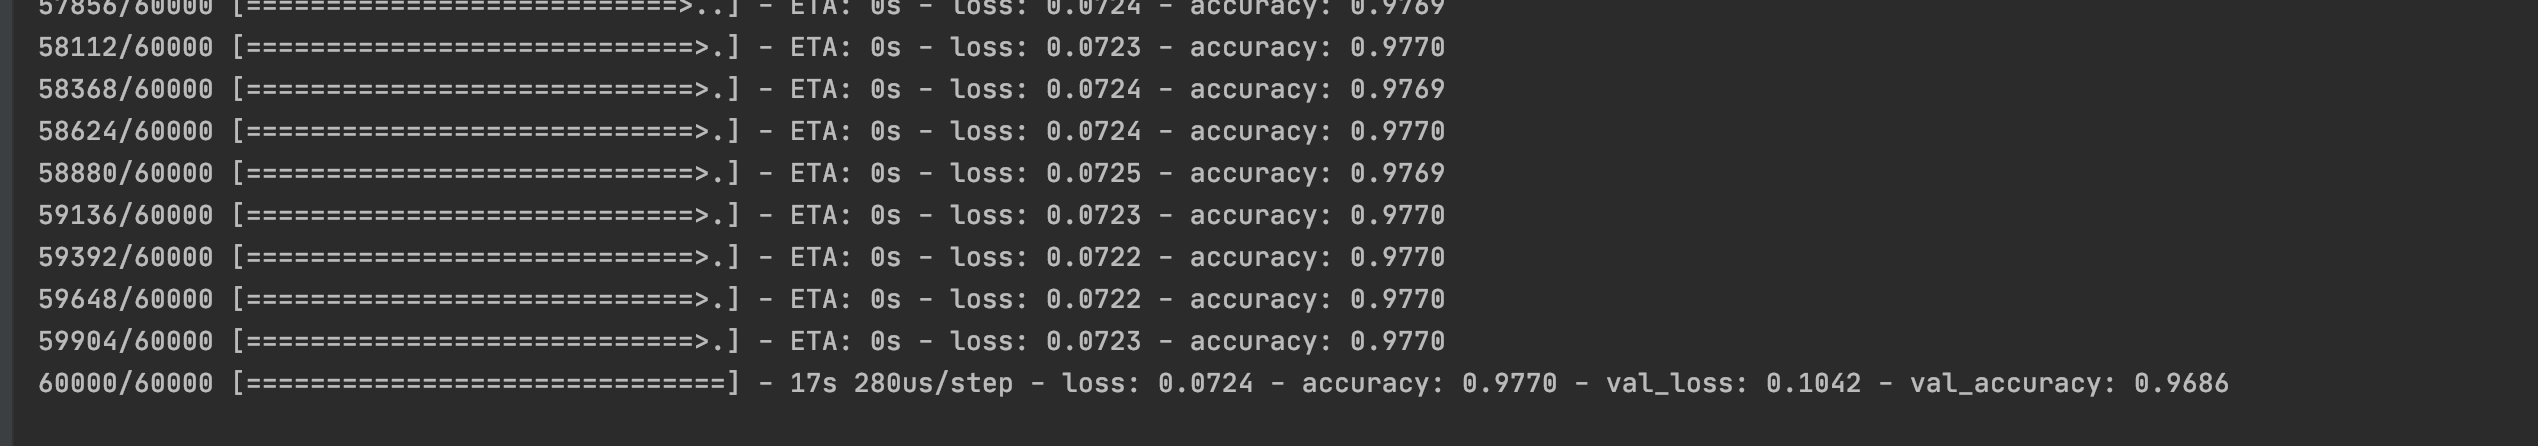 57856/60000 [===========================>..] - ETA: 0s - loss: 0.0724 - accuracy: 0.9769
58112/60000 [============================>.] - ETA: 0s - loss: 0.0723 - accuracy: 0.9770
58368/60000 [============================>.] - ETA: 0s - loss: 0.0724 - accuracy: 0.9769
58624/60000 [============================>.] - ETA: 0s - loss: 0.0724 - accuracy: 0.9770
58880/60000 [============================>.] - ETA: 0s - loss: 0.0725 - accuracy: 0.9769
59136/60000 [============================>.] - ETA: 0s - loss: 0.0723 - accuracy: 0.9770
59392/60000 [============================>.] - ETA: 0s - loss: 0.0722 - accuracy: 0.9770
59648/60000 [============================>.] - ETA: 0s - loss: 0.0722 - accuracy: 0.9770
59904/60000 [============================>.] - ETA: 0s - loss: 0.0723 - accuracy: 0.9770
60000/60000 [==============================] - 17s 280us/step - loss: 0.0724 - accuracy: 0.9770 - val_loss: 0.1042 - val_accuracy: 0.9686